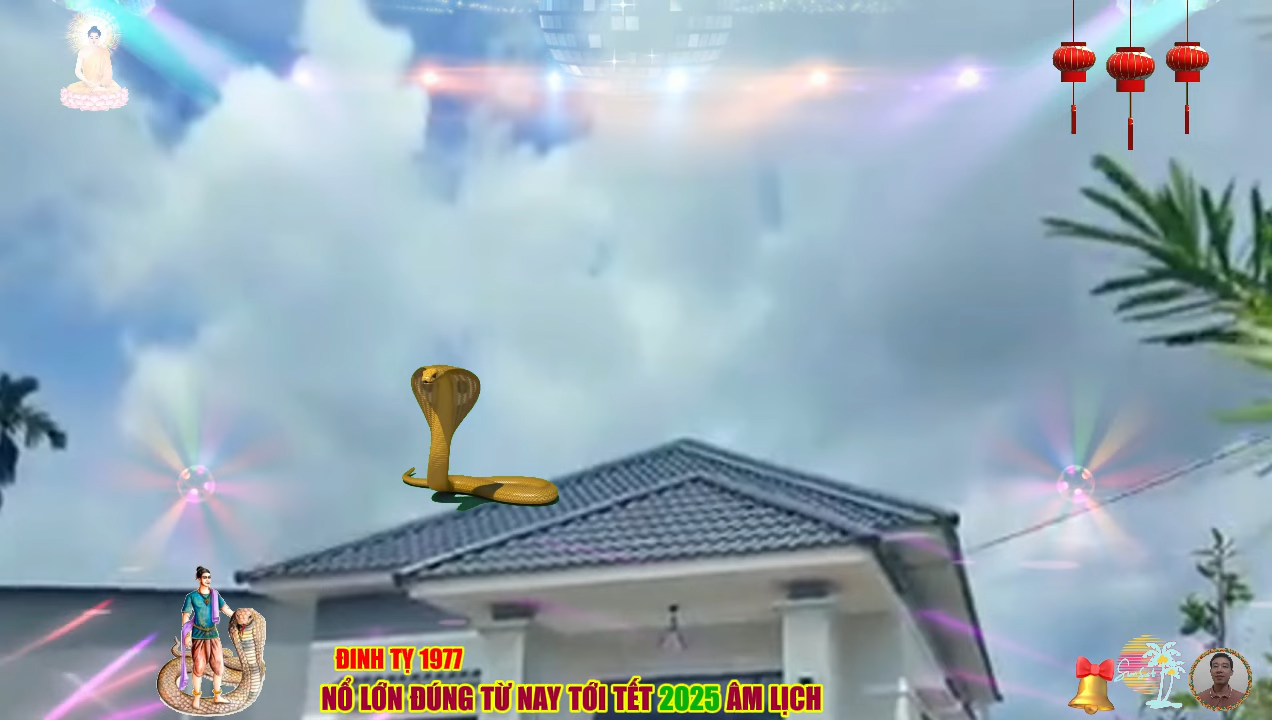 ĐINH TỴ 1977
NỔ LỚN ĐÚNG TỪ NAY TỚI TẾT 2025 ÂM LỊCH